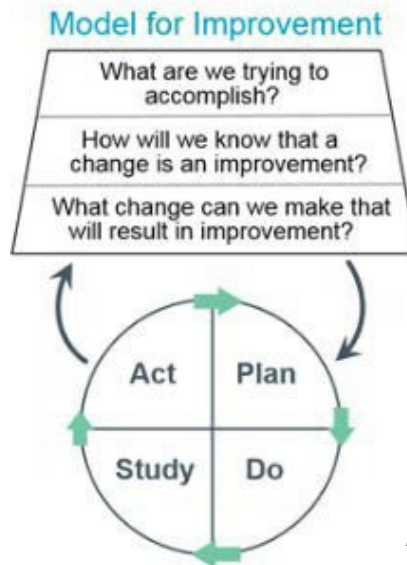 Model for Improvement
What are we trying to
accomplish?
How will we know that a
change is an improvement?
What change can we make that
will result in improvement?
Act
Plan
Study
Do